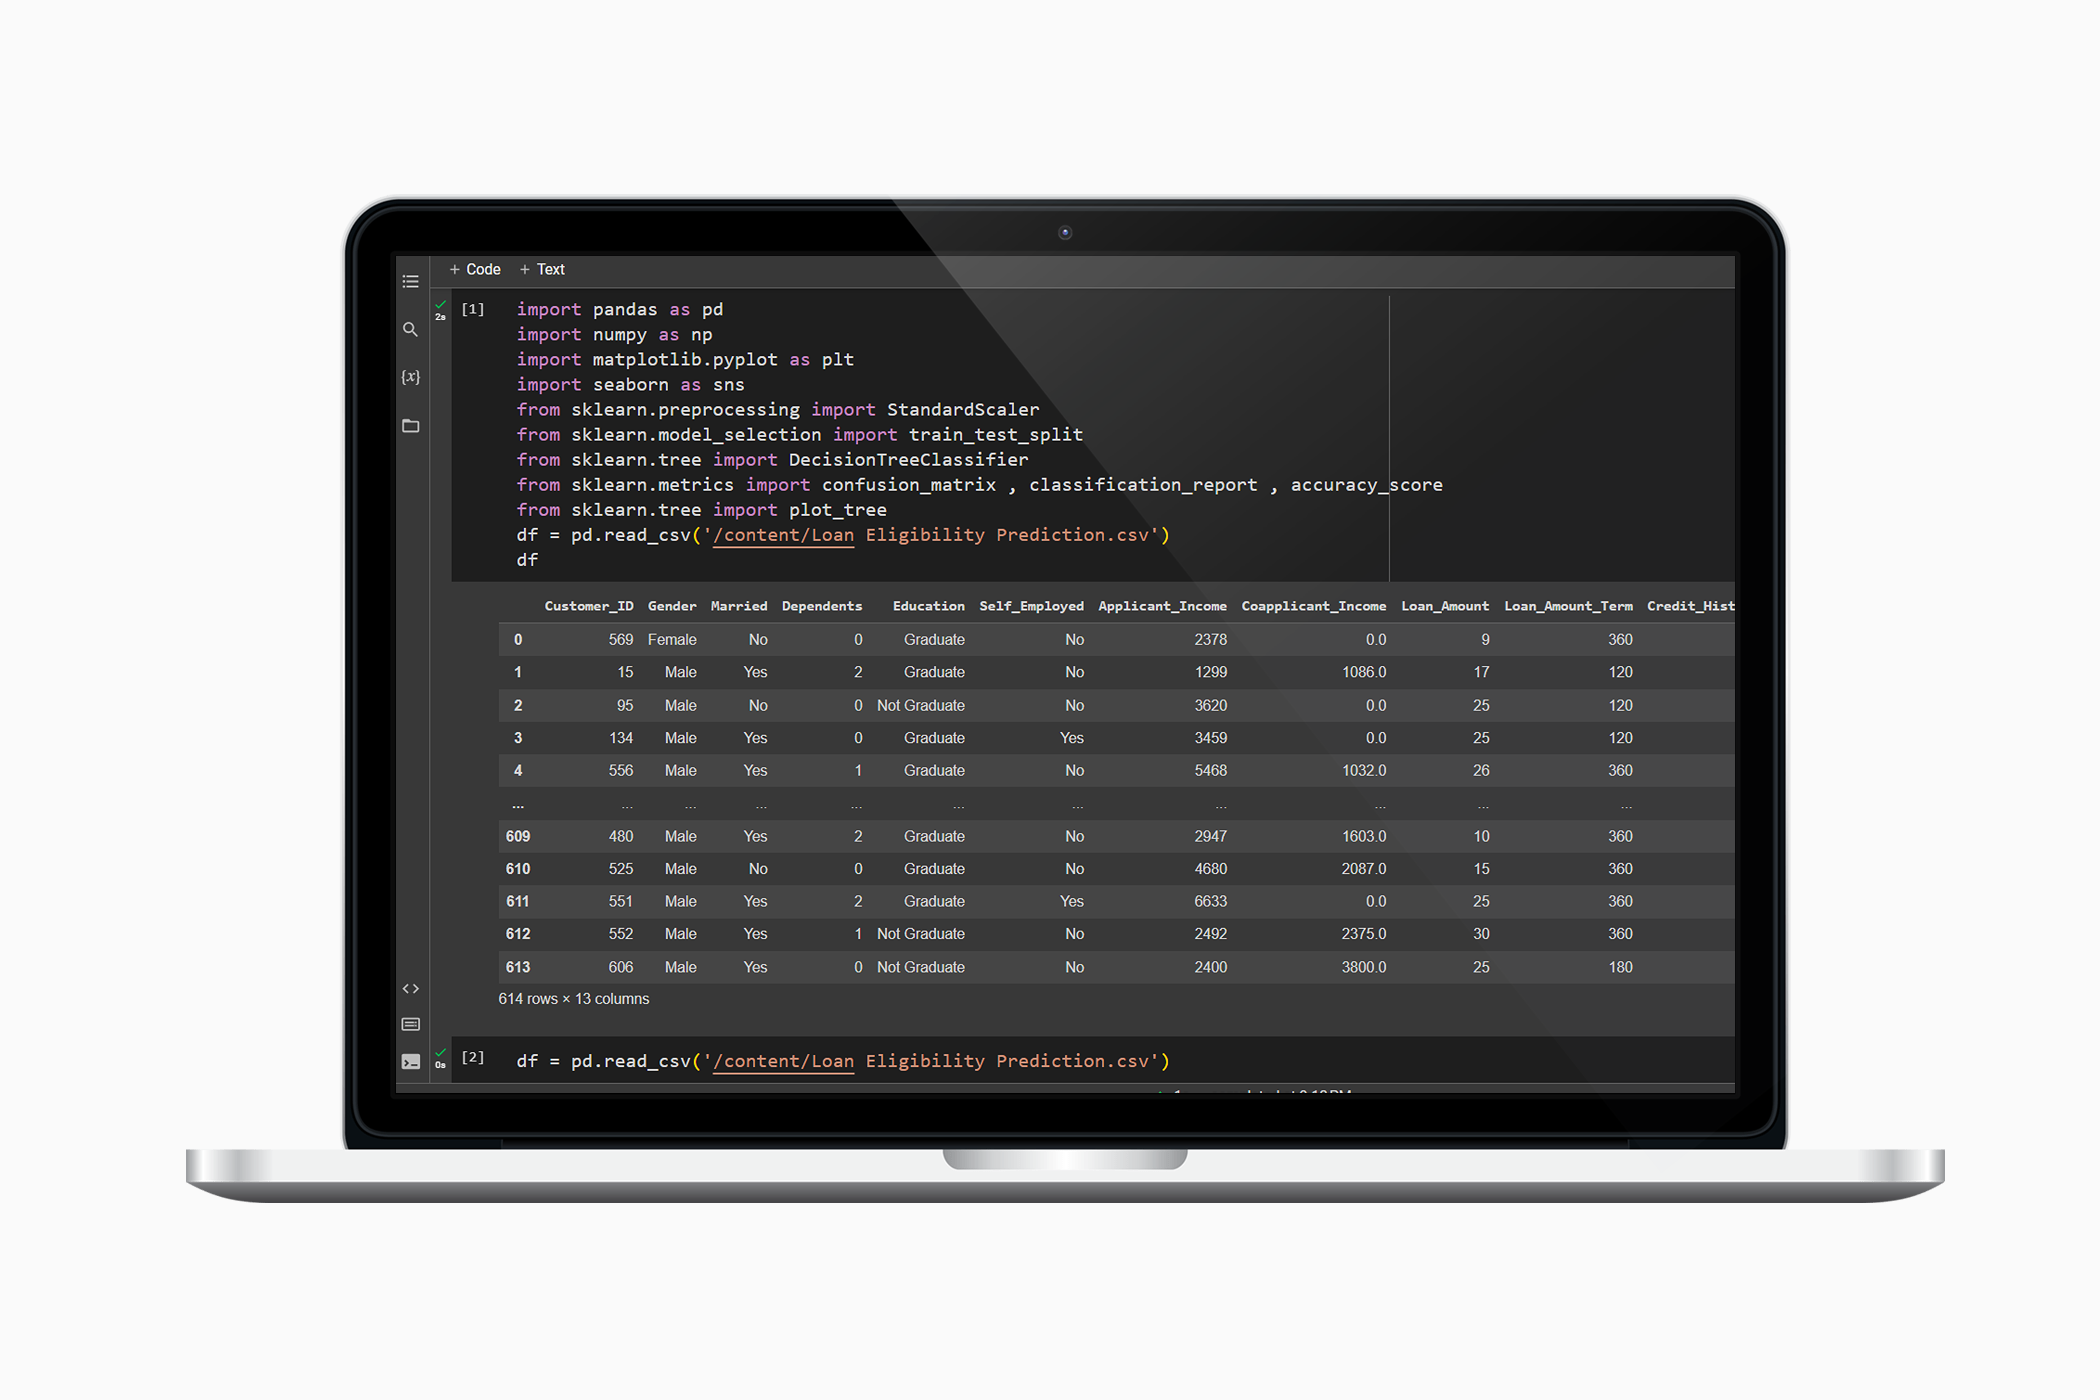 + Code + Text
2s
[1] import pandas as pd
import numpy as np
import matplotlib.pyplot as plt
import seaborn as sns
from sklearn.preprocessing import StandardScaler
from sklearn.model_selection import train_test_split
from sklearn.tree import DecisionTreeClassifier
from sklearn.metrics import confusion_matrix , classification_report , accuracy_score
from sklearn.tree import plot_tree
df = pd.read_csv('/content/Loan Eligibility Prediction.csv')
df
{x}
Customer_ID Gender Married Dependents Education Self_Employed Applicant_Income Coapplicant_Income Loan_Amount Loan_Amount_Term Credit_Hist
0 569 Female No 0 Graduate No 2378 0.0 9 360
1 15 Male Yes 2 Graduate No 1299 1086.0 17 120
2 95 Male No 0 Not Graduate No 3620 0.0 25 120
3 134 Male Yes 0 Graduate Yes 3459 0.0 25 120
4 556 Male Yes 1 Graduate No 5468 1032.0 26 360
... ... ... ... ... ... ... ... ... ... ...
609 480 Male Yes 2 Graduate No 2947 1603.0 10 360
610 525 Male No 0 Graduate No 4680 2087.0 15 360
611 551 Male Yes 2 Graduate Yes 6633 0.0 25 360
612 552 Male Yes 1 Not Graduate No 2492 2375.0 30 360
613 606 Male Yes 0 Not Graduate No 2400 3800.0 25 180
614 rows × 13 columns
0s
[2] df = pd.read_csv('/content/Loan Eligibility Prediction.csv')